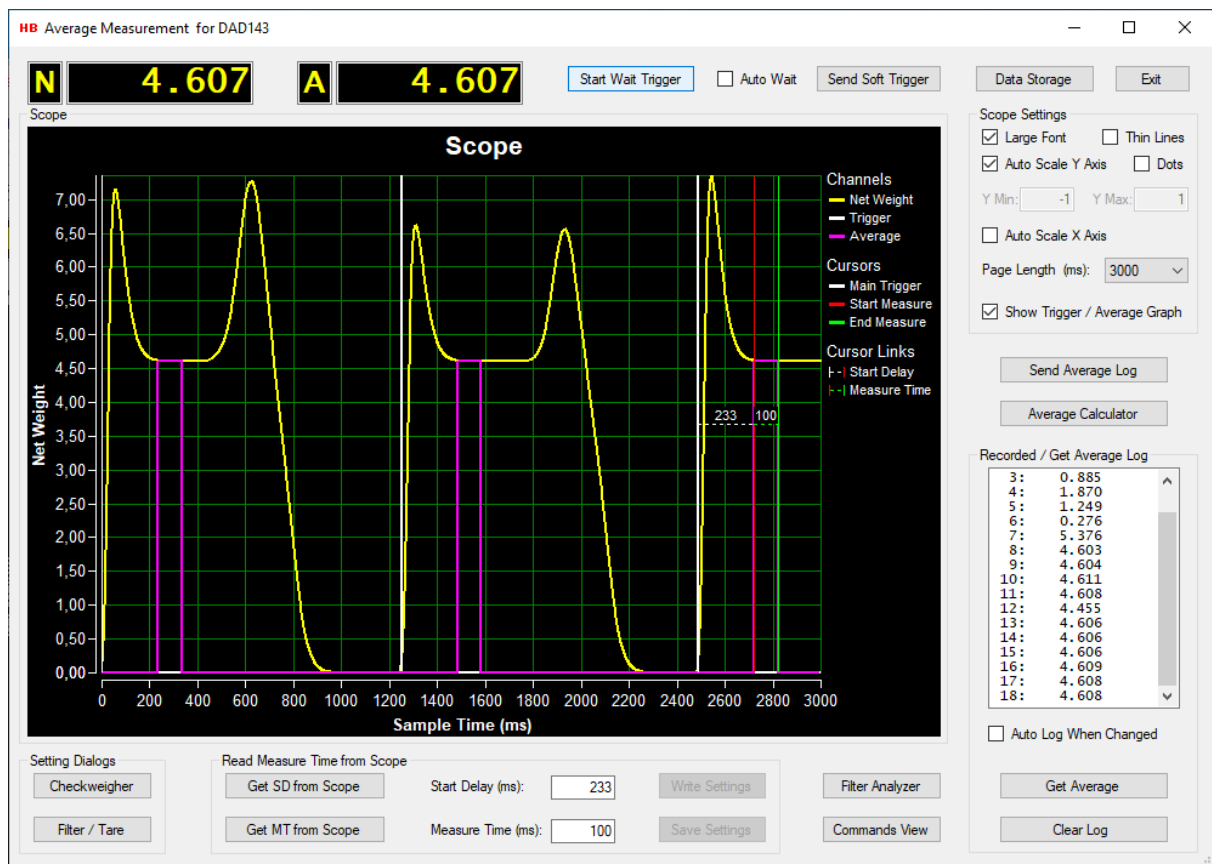 HB Average Measurement for DAD143
N 4.607 A 4.607 Start Wait Trigger Auto Wait Send Soft Trigger Data Storage Exit
Scope
Scope
Channels
Net Weight
Trigger
Average
Cursors
Main Trigger
Start Measure
End Measure
Cursor Links
Start Delay
Measure Time
7,00
6,50
6,00
5,50
5,00
4,50
4,00
3,50
3,00
2,50
2,00
1,50
1,00
0,50
0,00
Net Weight
233 100
0 200 400 600 800 1000 1200 1400 1600 1800 2000 2200 2400 2600 2800 3000
Sample Time (ms)
Scope Settings
Large Font Thin Lines
Auto Scale Y Axis Dots
Y Min: -1 Y Max: 1
Auto Scale X Axis
Page Length (ms): 3000
Show Trigger / Average Graph
Send Average Log
Average Calculator
Recorded / Get Average Log
3: 0.885
4: 1.870
5: 1.249
6: 0.276
7: 5.376
8: 4.603
9: 4.604
10: 4.611
11: 4.608
12: 4.455
13: 4.606
14: 4.606
15: 4.606
16: 4.609
17: 4.608
18: 4.608
Auto Log When Changed
Get Average
Clear Log
Setting Dialogs
Checkweigher
Filter / Tare
Read Measure Time from Scope
Get SD from Scope Start Delay (ms): 233 Write Settings
Get MT from Scope Measure Time (ms): 100 Save Settings
Filter Analyzer
Commands View